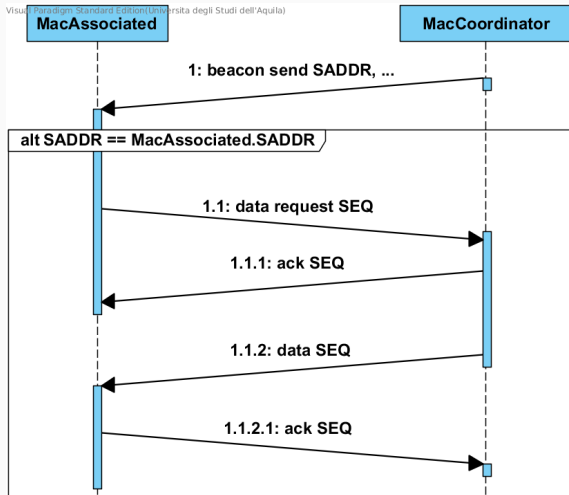 Visual Paradigm Standard Edition(Universita degli Studi dell'Aquila)
MacAssociated
MacCoordinator
1: beacon send SADDR, ...
alt SADDR == MacAssociated.SADDR
1.1: data request SEQ
1.1.1: ack SEQ
1.1.2: data SEQ
1.1.2.1: ack SEQ